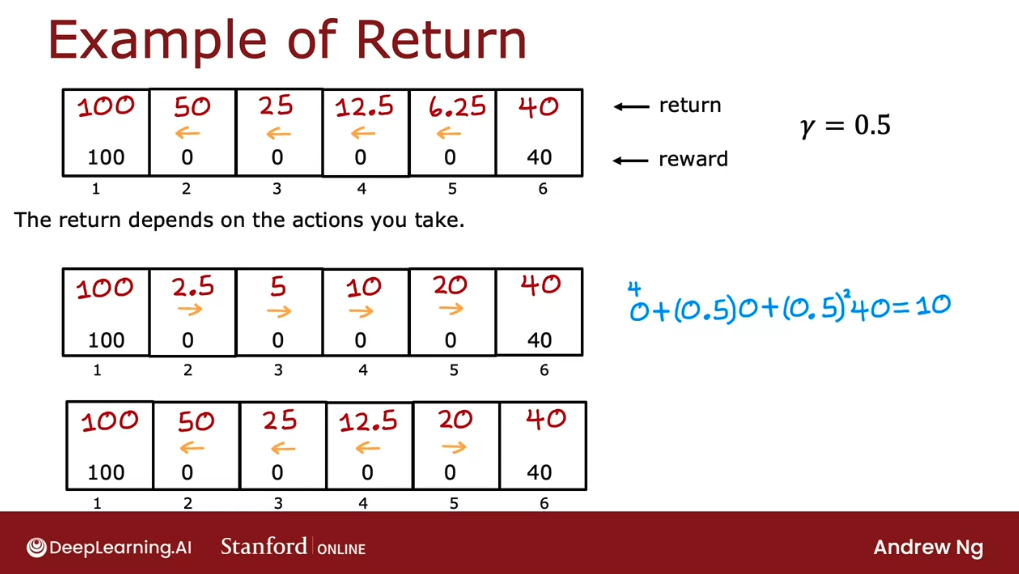 Example of Return
100 50 25 12.5 6.25 40 ← return
← ← ← ←
γ = 0.5
100 0 0 0 0 40 ← reward
1 2 3 4 5 6
The return depends on the actions you take.
100 2.5 5 10 20 40
→ → → →
4
0+(0.5)0+(0.5)²40=10
100 0 0 0 0 40
1 2 3 4 5 6
100 50 25 12.5 20 40
← ← ← →
100 0 0 0 0 40
1 2 3 4 5 6
DeepLearning.AI Stanford ONLINE Andrew Ng